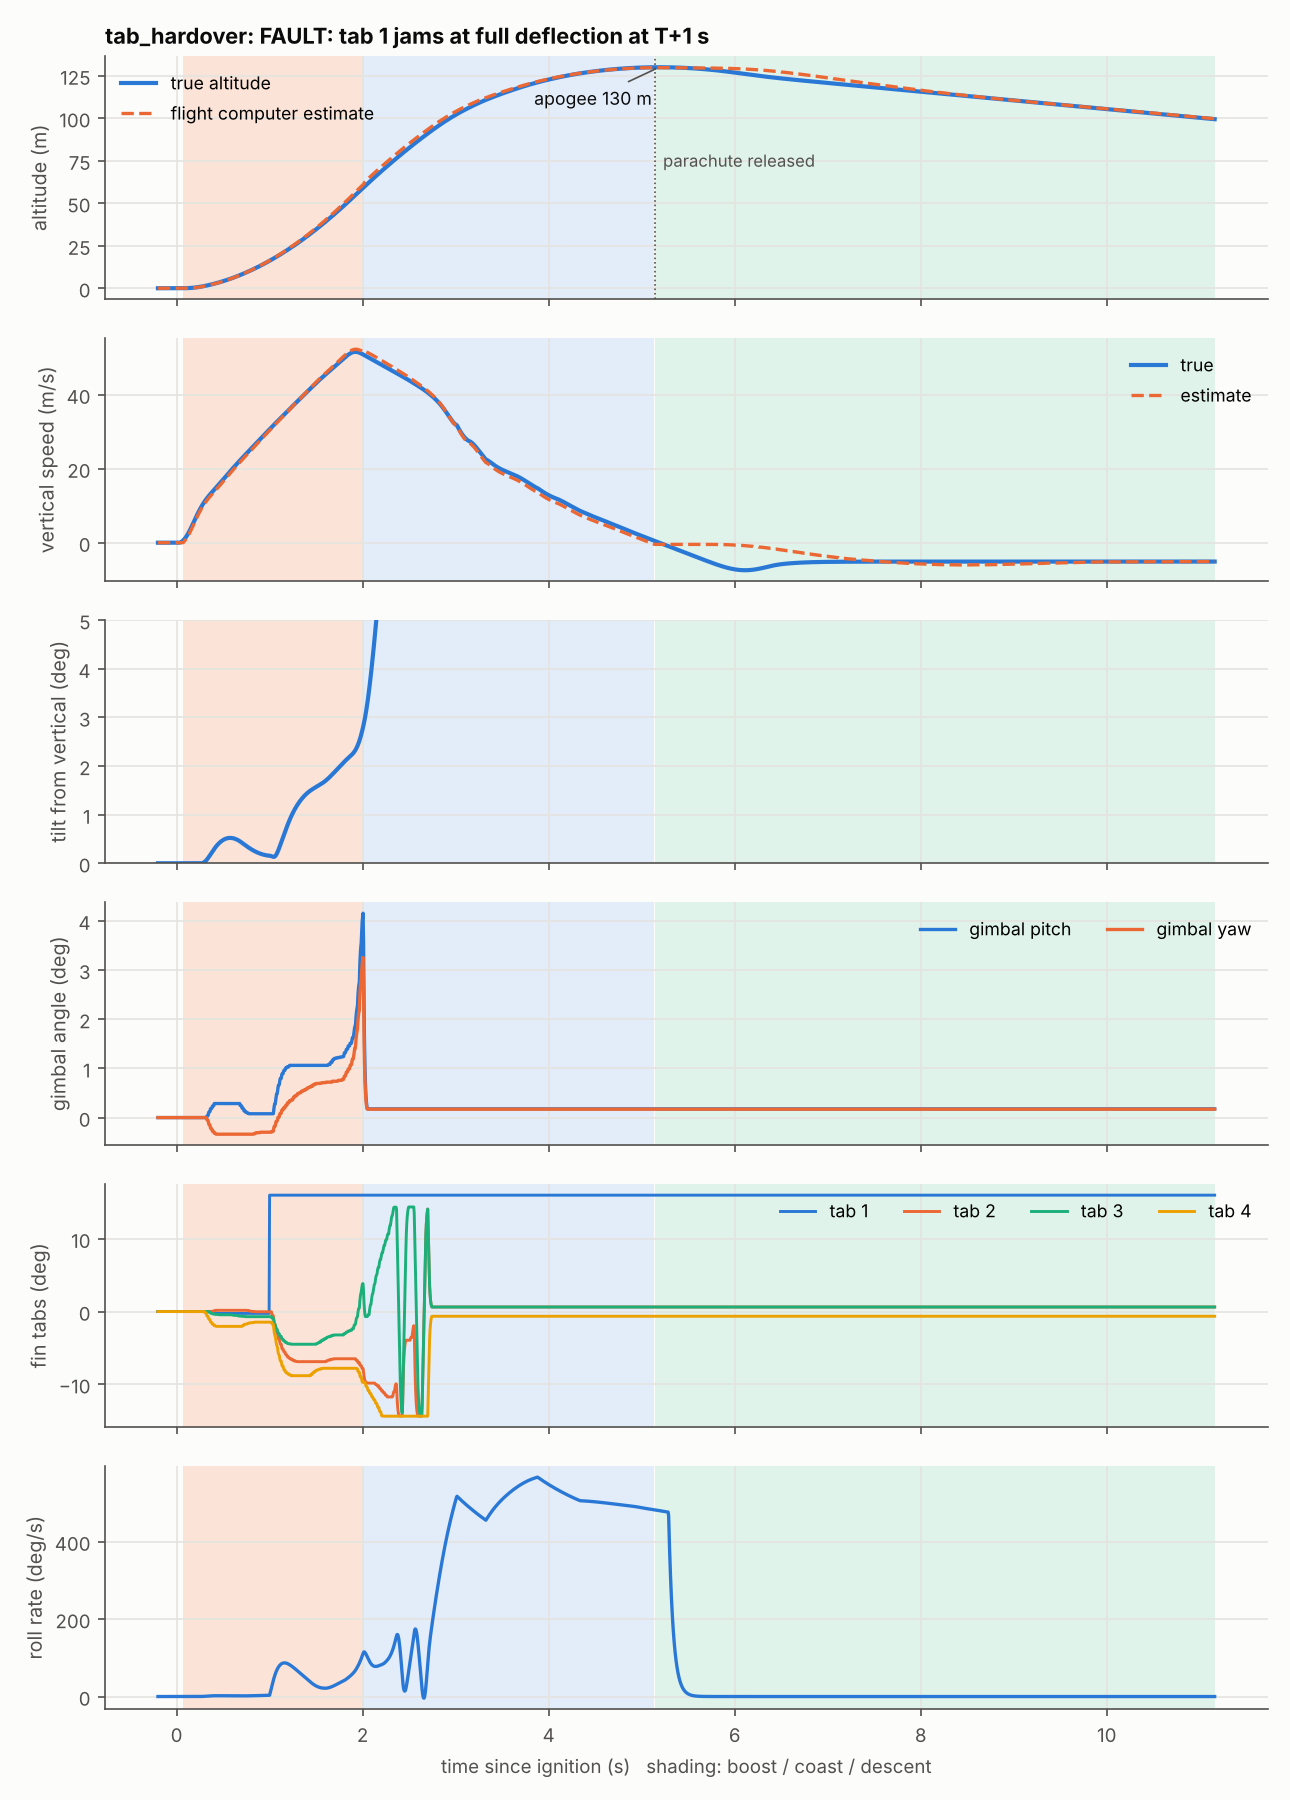 tab_hardover: FAULT: tab 1 jams at full deflection at T+1 s
altitude (m)
125
100
75
50
25
0
true altitude
flight computer estimate
apogee 130 m
parachute released
vertical speed (m/s)
40
20
0
true
estimate
tilt from vertical (deg)
5
4
3
2
1
0
gimbal angle (deg)
4
3
2
1
0
gimbal pitch
gimbal yaw
fin tabs (deg)
10
0
−10
tab 1
tab 2
tab 3
tab 4
roll rate (deg/s)
400
200
0
0 2 4 6 8 10
time since ignition (s)   shading: boost / coast / descent